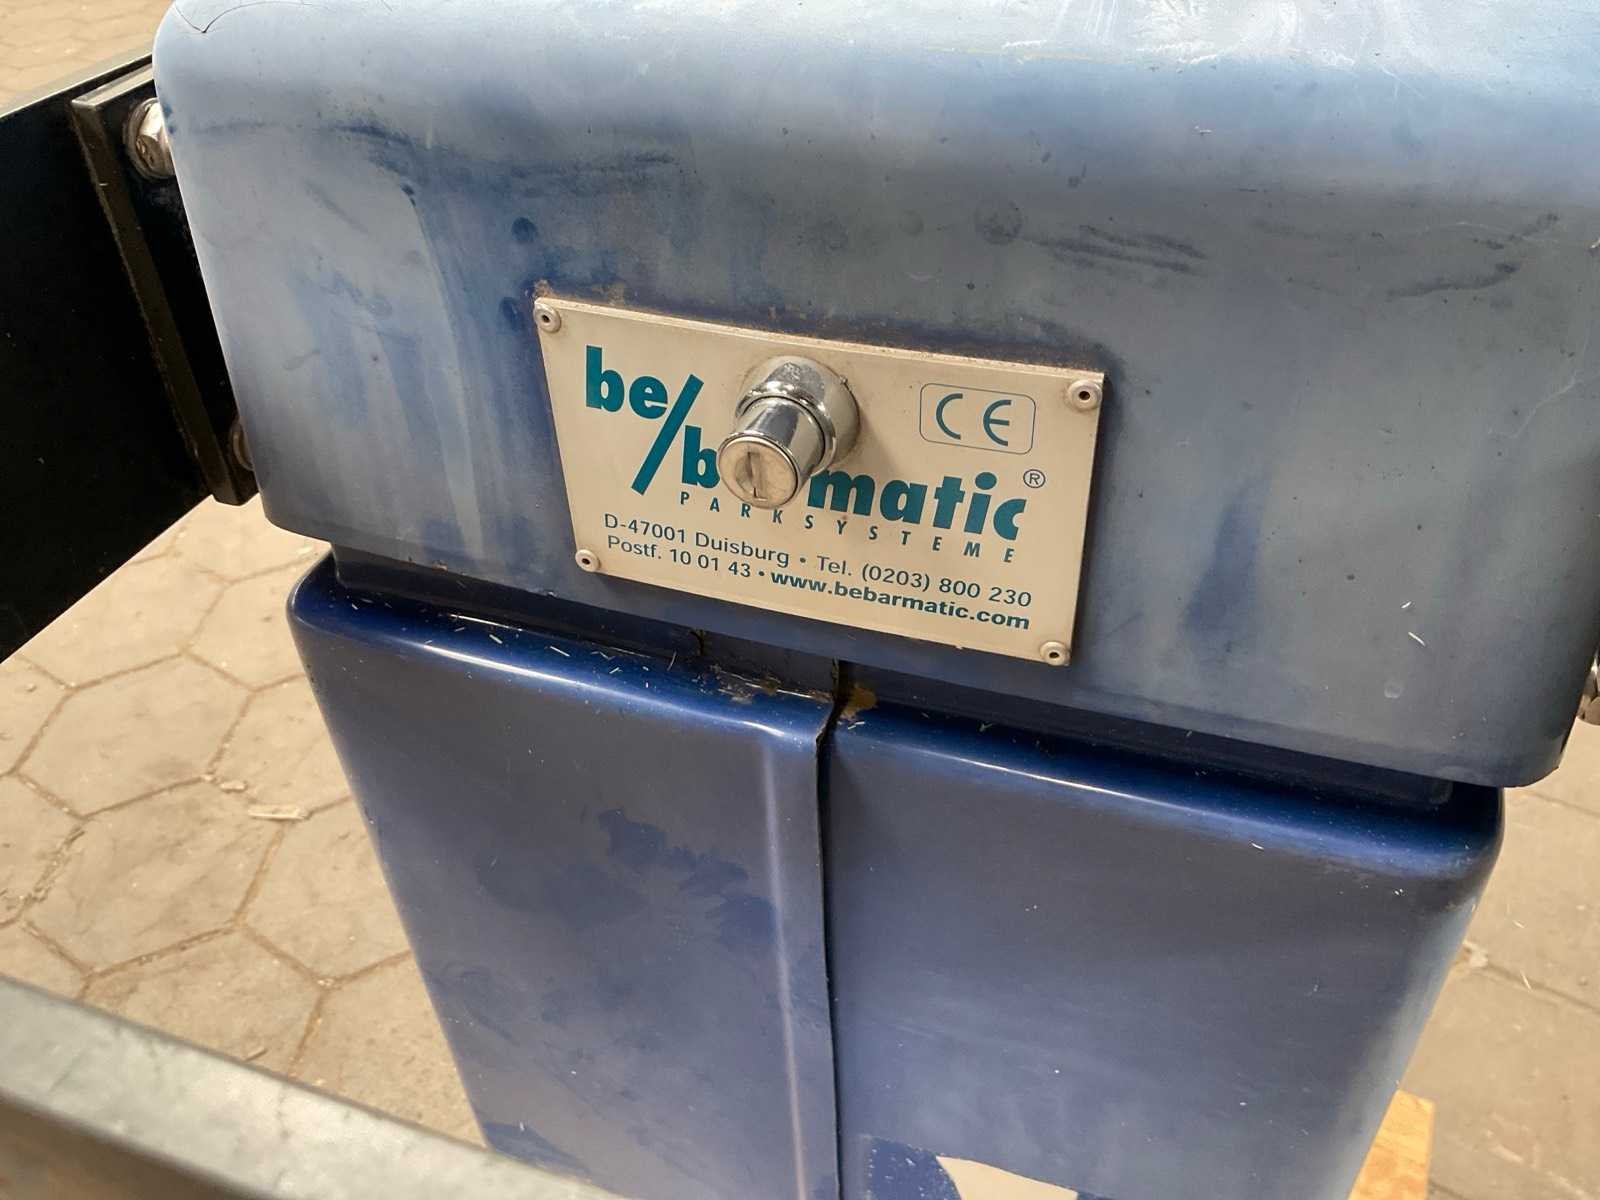 be/
matic®
PARKSYSTEME
CE
D-47001 Duisburg • Tel. (0203) 800 230
Postf. 10 01 43 • www.bebarmatic.com